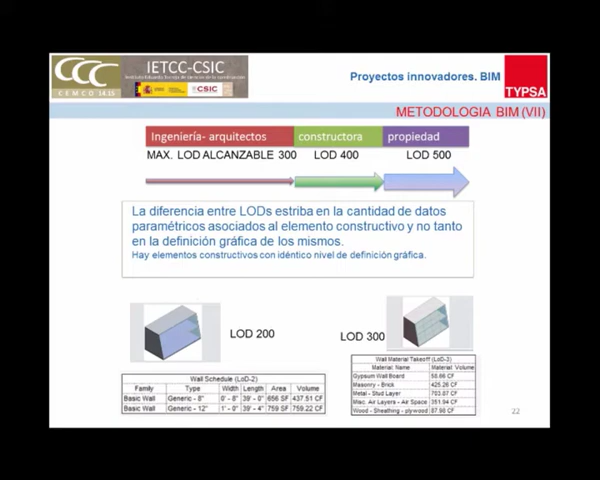 CCC
CEMCO 14.15
IETCC-CSIC
CSIC
Proyectos innovadores. BIM
TYPSA
METODOLOGIA BIM (VII)
Ingeniería- arquitectos
constructora
propiedad
MAX. LOD ALCANZABLE 300
LOD 400
LOD 500
La diferencia entre LODs estriba en la cantidad de datos
paramétricos asociados al elemento constructivo y no tanto
en la definición gráfica de los mismos.
Hay elementos constructivos con idéntico nivel de definición gráfica.
LOD 200
LOD 300
Wall Schedule (LoD-2)
Family Type Width Length Area Volume
Basic Wall Generic - 8" 0' - 8" 39' - 0" 656 SF 437.51 CF
Basic Wall Generic - 12" 1' - 0" 39' - 4" 759 SF 759.22 CF
Wall Material Takeoff (LoD-3)
Material: Name Material: Volume
Gypsum Wall Board 58.66 CF
Masonry - Brick 425.26 CF
Metal - Stud Layer 703.87 CF
Misc. Air Layers - Air Space 351.94 CF
Wood - Sheathing - plywood 87.98 CF
22